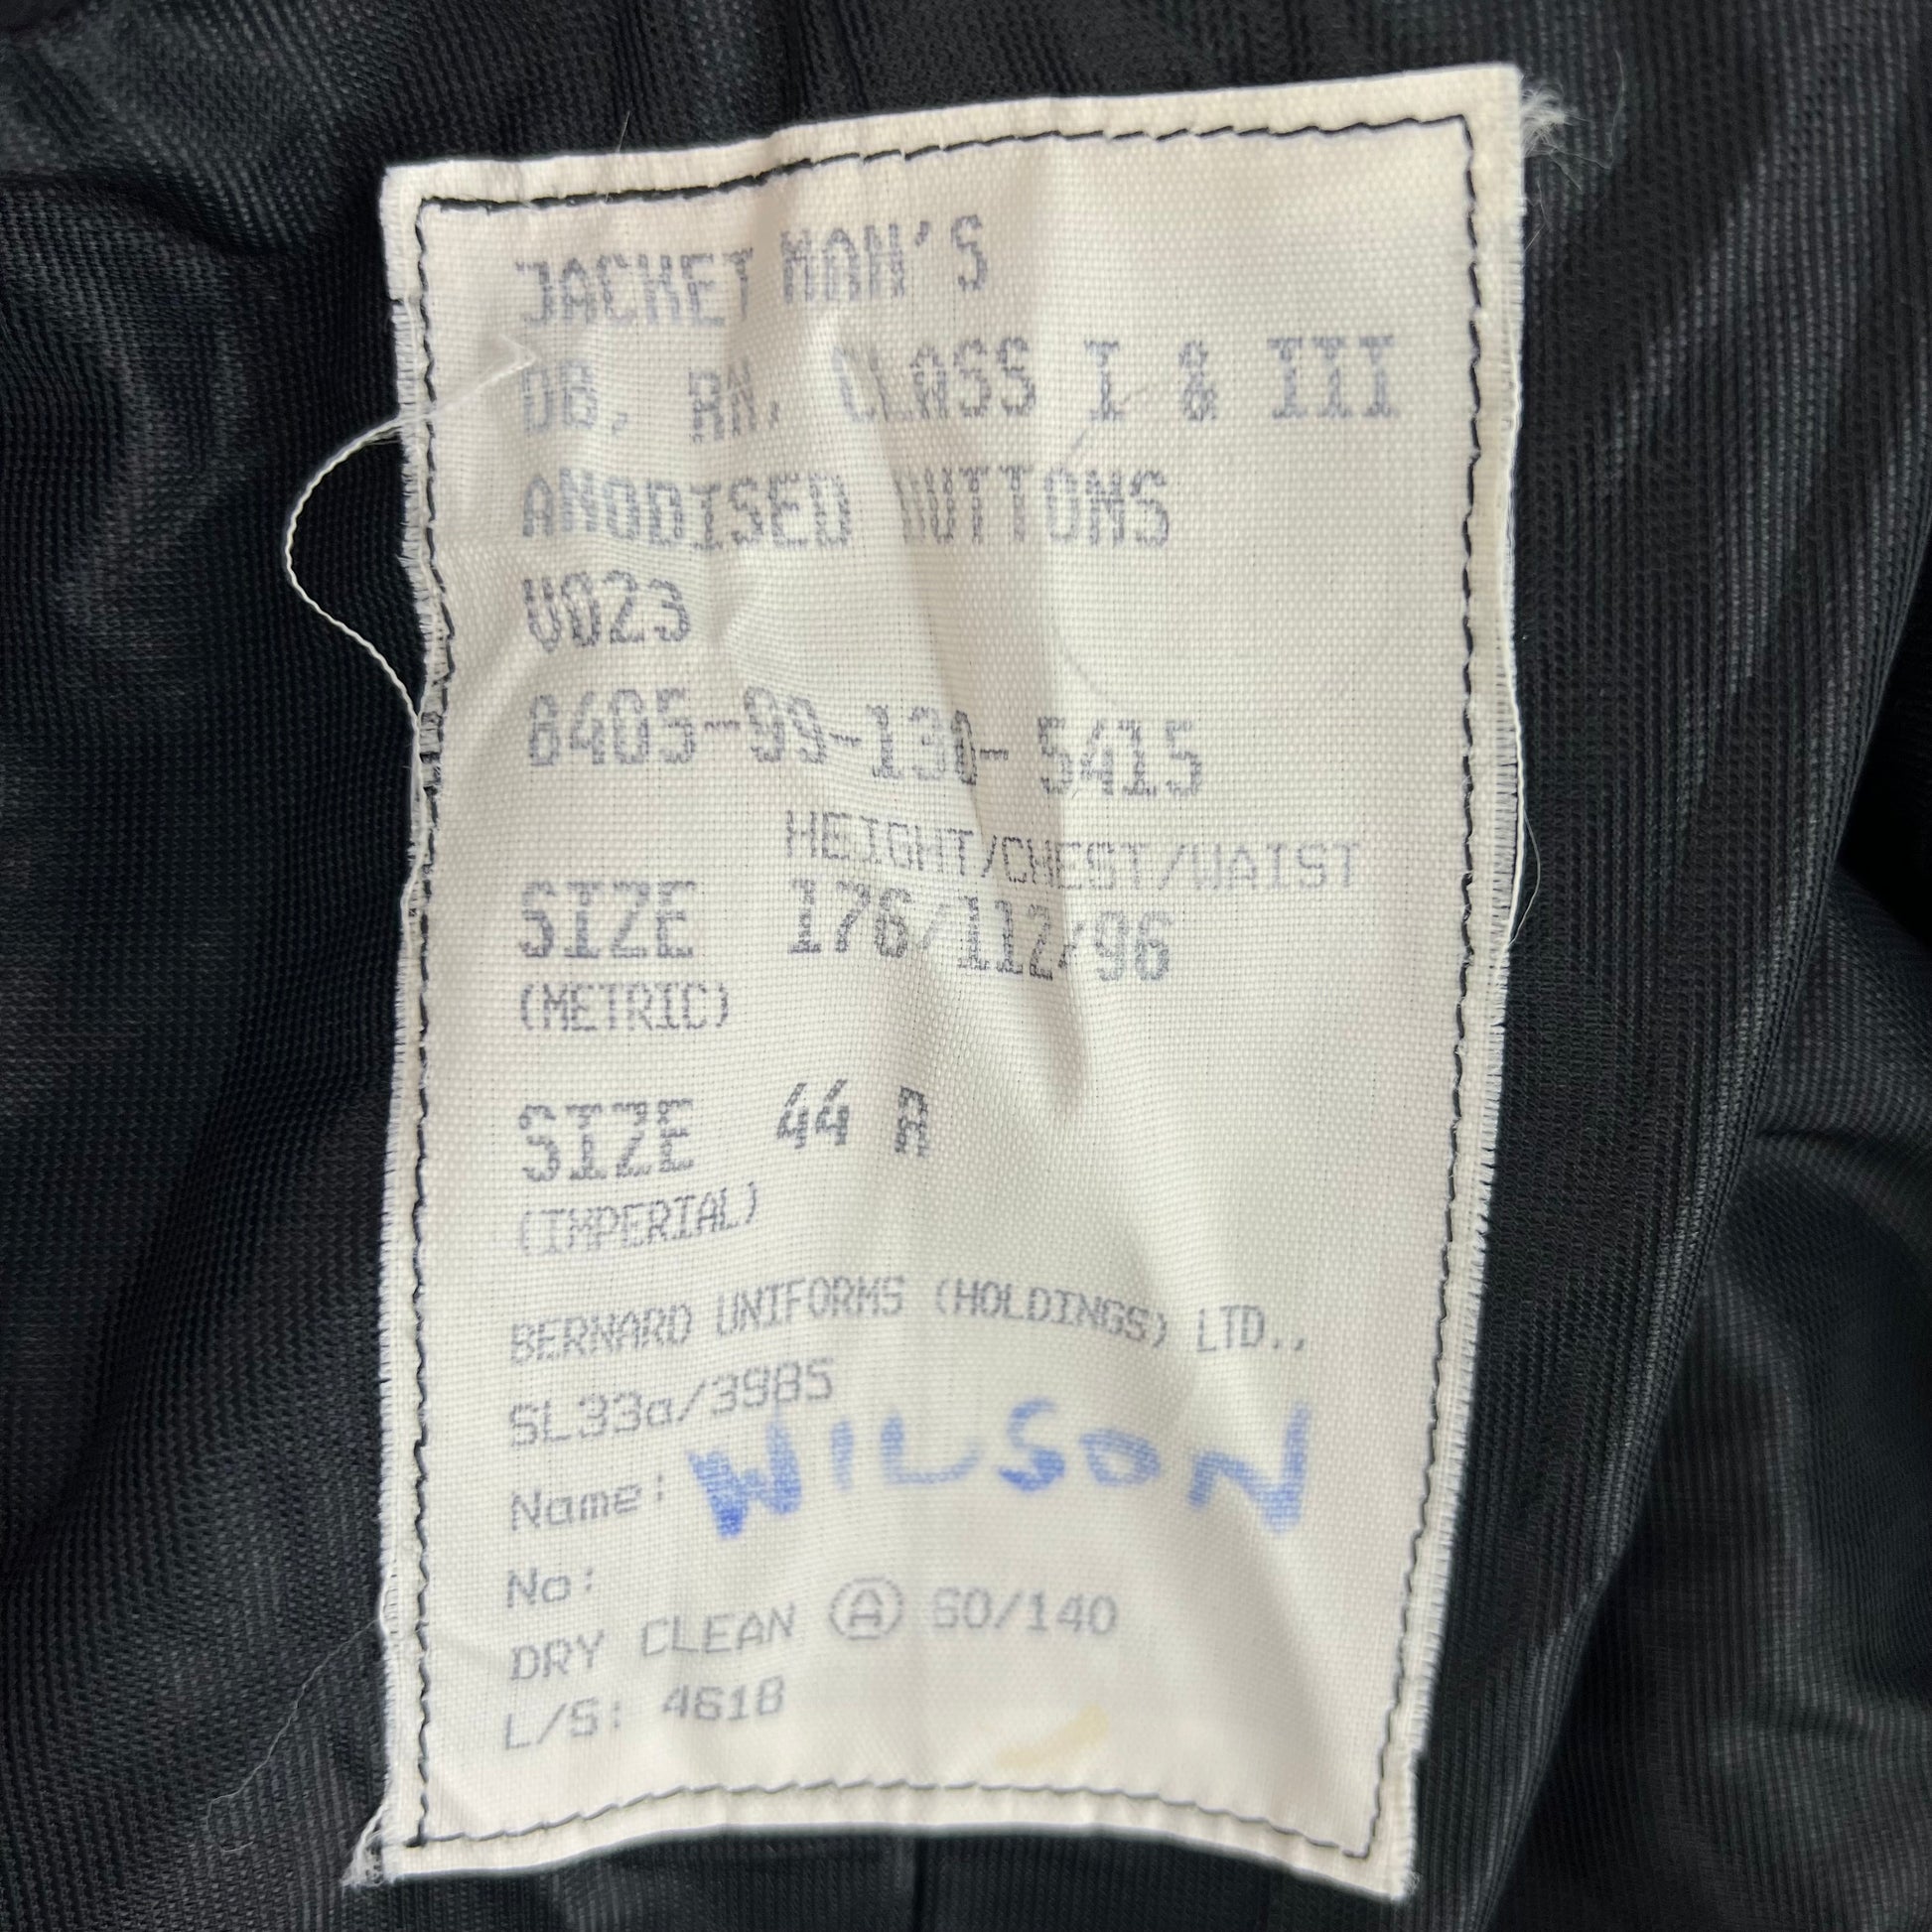 JACKET MAN'S
DB, RN, CLASS I & III
ANODISED BUTTONS
V023
8405-99-130-5415
HEIGHT/CHEST/WAIST
SIZE 176/112/96
(METRIC)
SIZE 44 R
(IMPERIAL)
BERNARD UNIFORMS (HOLDINGS) LTD.,
SL33a/3985
Name: WILSON
No:
DRY CLEAN Ⓐ 60/140
L/S: 4618